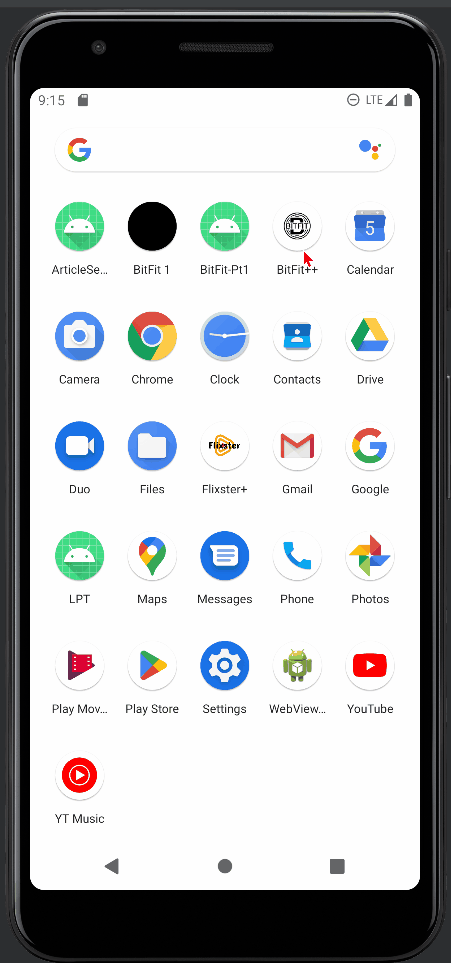 9:15 LTE
ArticleSe... BitFit 1 BitFit-Pt1 BitFit++ Calendar
BITFIT
5
Camera Chrome Clock Contacts Drive
Flixster
Duo Files Flixster+ Gmail Google
LPT Maps Messages Phone Photos
Play Mov... Play Store Settings WebView... YouTube
YT Music